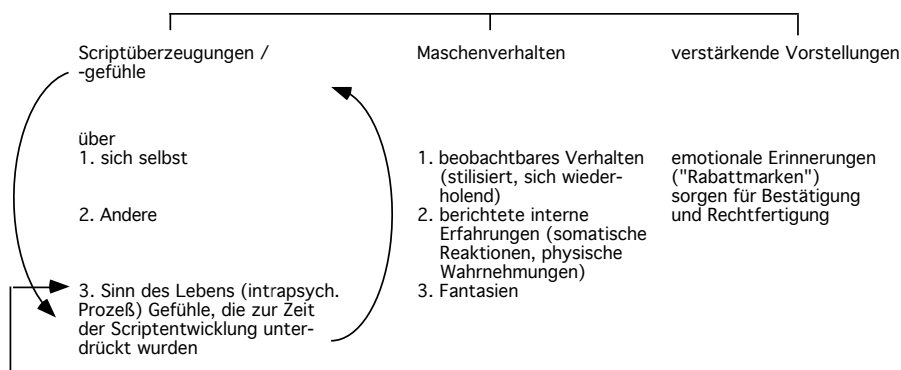 Scriptüberzeugungen /
-gefühle
über
1. sich selbst
2. Andere
3. Sinn des Lebens (intrapsych.
Prozeß) Gefühle, die zur Zeit
der Scriptentwicklung unter-
drückt wurden
Maschenverhalten
1. beobachtbares Verhalten
(stilisiert, sich wieder-
holend)
2. berichtete interne
Erfahrungen (somatische
Reaktionen, physische
Wahrnehmungen)
3. Fantasien
verstärkende Vorstellungen
emotionale Erinnerungen
("Rabattmarken")
sorgen für Bestätigung
und Rechtfertigung